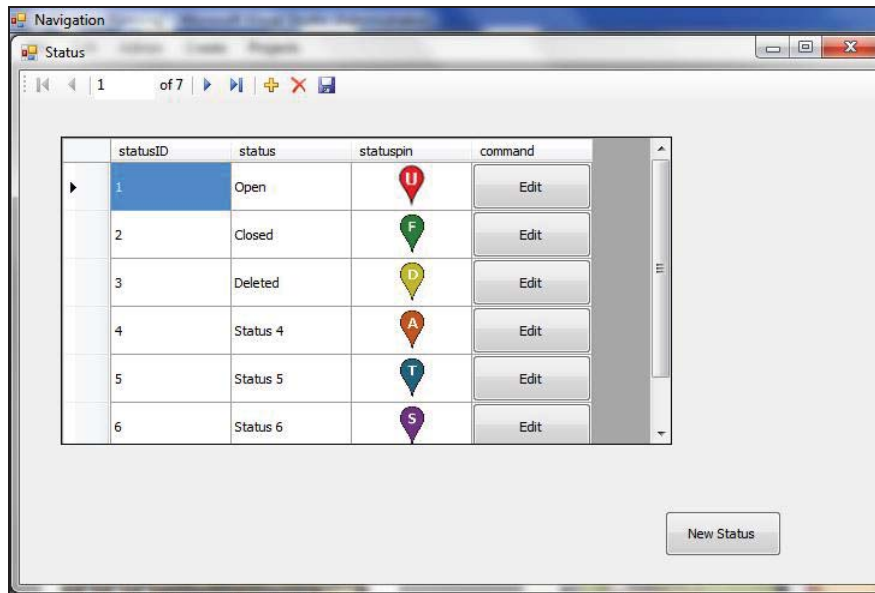 Navigation
Status
1 of 7
statusID status statuspin command
1 Open U Edit
2 Closed F Edit
3 Deleted D Edit
4 Status 4 A Edit
5 Status 5 T Edit
6 Status 6 S Edit
New Status